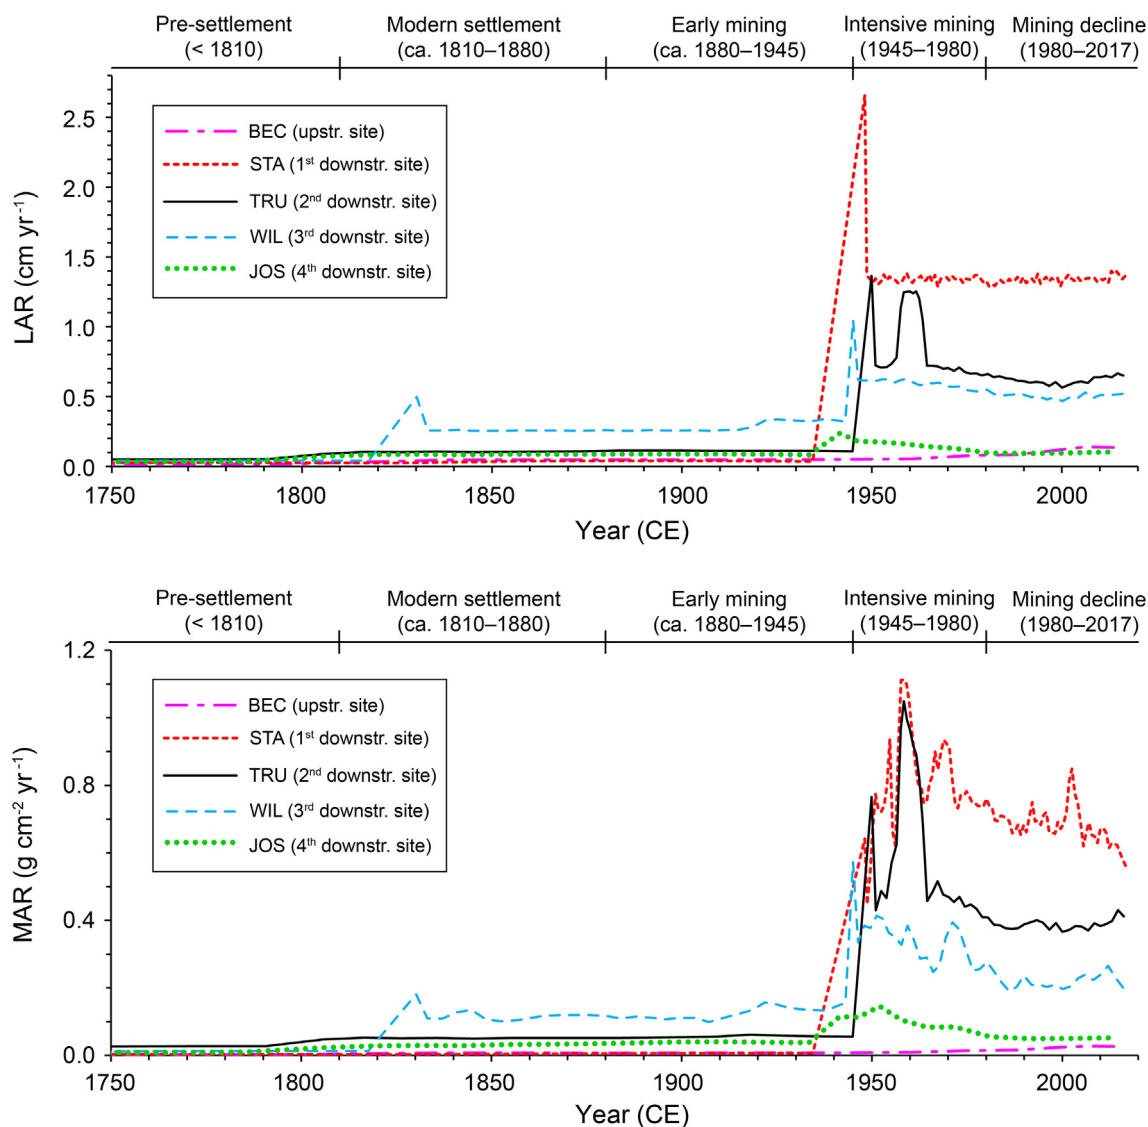 Pre-settlement Modern settlement Early mining Intensive mining Mining decline
(< 1810) (ca. 1810–1880) (ca. 1880–1945) (1945–1980) (1980–2017)
2.5
2.0
1.5
1.0
0.5
0.0
LAR (cm yr⁻¹)
BEC (upstr. site)
STA (1ˢᵗ downstr. site)
TRU (2ⁿᵈ downstr. site)
WIL (3ʳᵈ downstr. site)
JOS (4ᵗʰ downstr. site)
1750 1800 1850 1900 1950 2000
Year (CE)
Pre-settlement Modern settlement Early mining Intensive mining Mining decline
(< 1810) (ca. 1810–1880) (ca. 1880–1945) (1945–1980) (1980–2017)
1.2
0.8
0.4
0.0
MAR (g cm⁻² yr⁻¹)
BEC (upstr. site)
STA (1ˢᵗ downstr. site)
TRU (2ⁿᵈ downstr. site)
WIL (3ʳᵈ downstr. site)
JOS (4ᵗʰ downstr. site)
1750 1800 1850 1900 1950 2000
Year (CE)